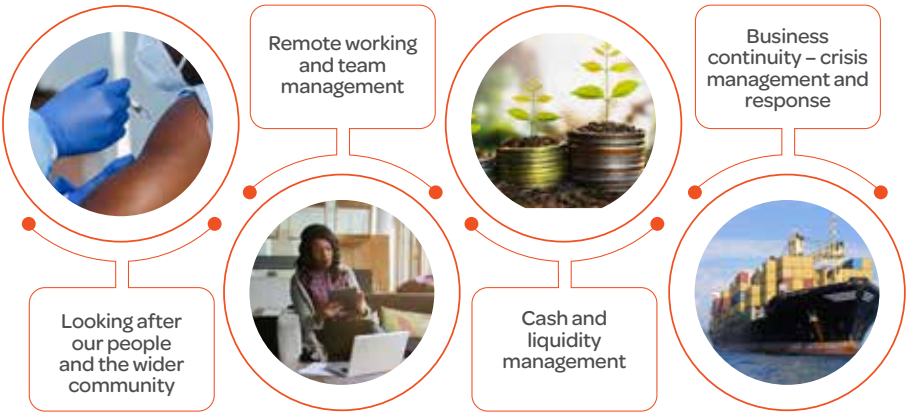 Looking after
our people
and the wider
community
Remote working
and team
management
Cash and
liquidity
management
Business
continuity – crisis
management and
response